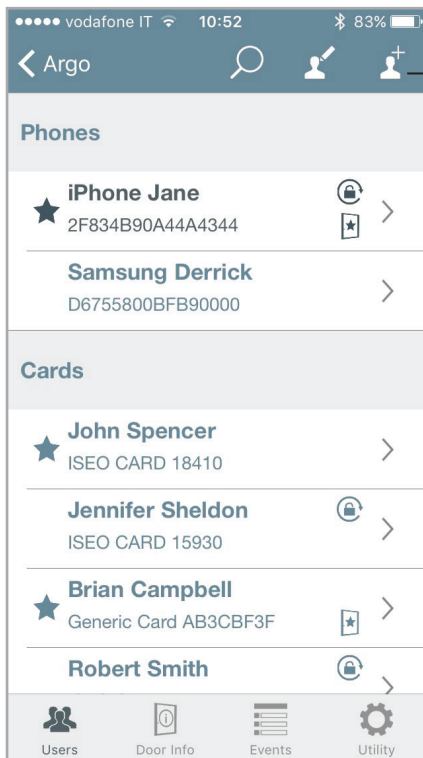 vodafone IT 10:52 83%
Argo
Phones
iPhone Jane
2F834B90A44A4344
Samsung Derrick
D6755800BFB90000
Cards
John Spencer
ISEO CARD 18410
Jennifer Sheldon
ISEO CARD 15930
Brian Campbell
Generic Card AB3CBF3F
Robert Smith
Users Door Info Events Utility